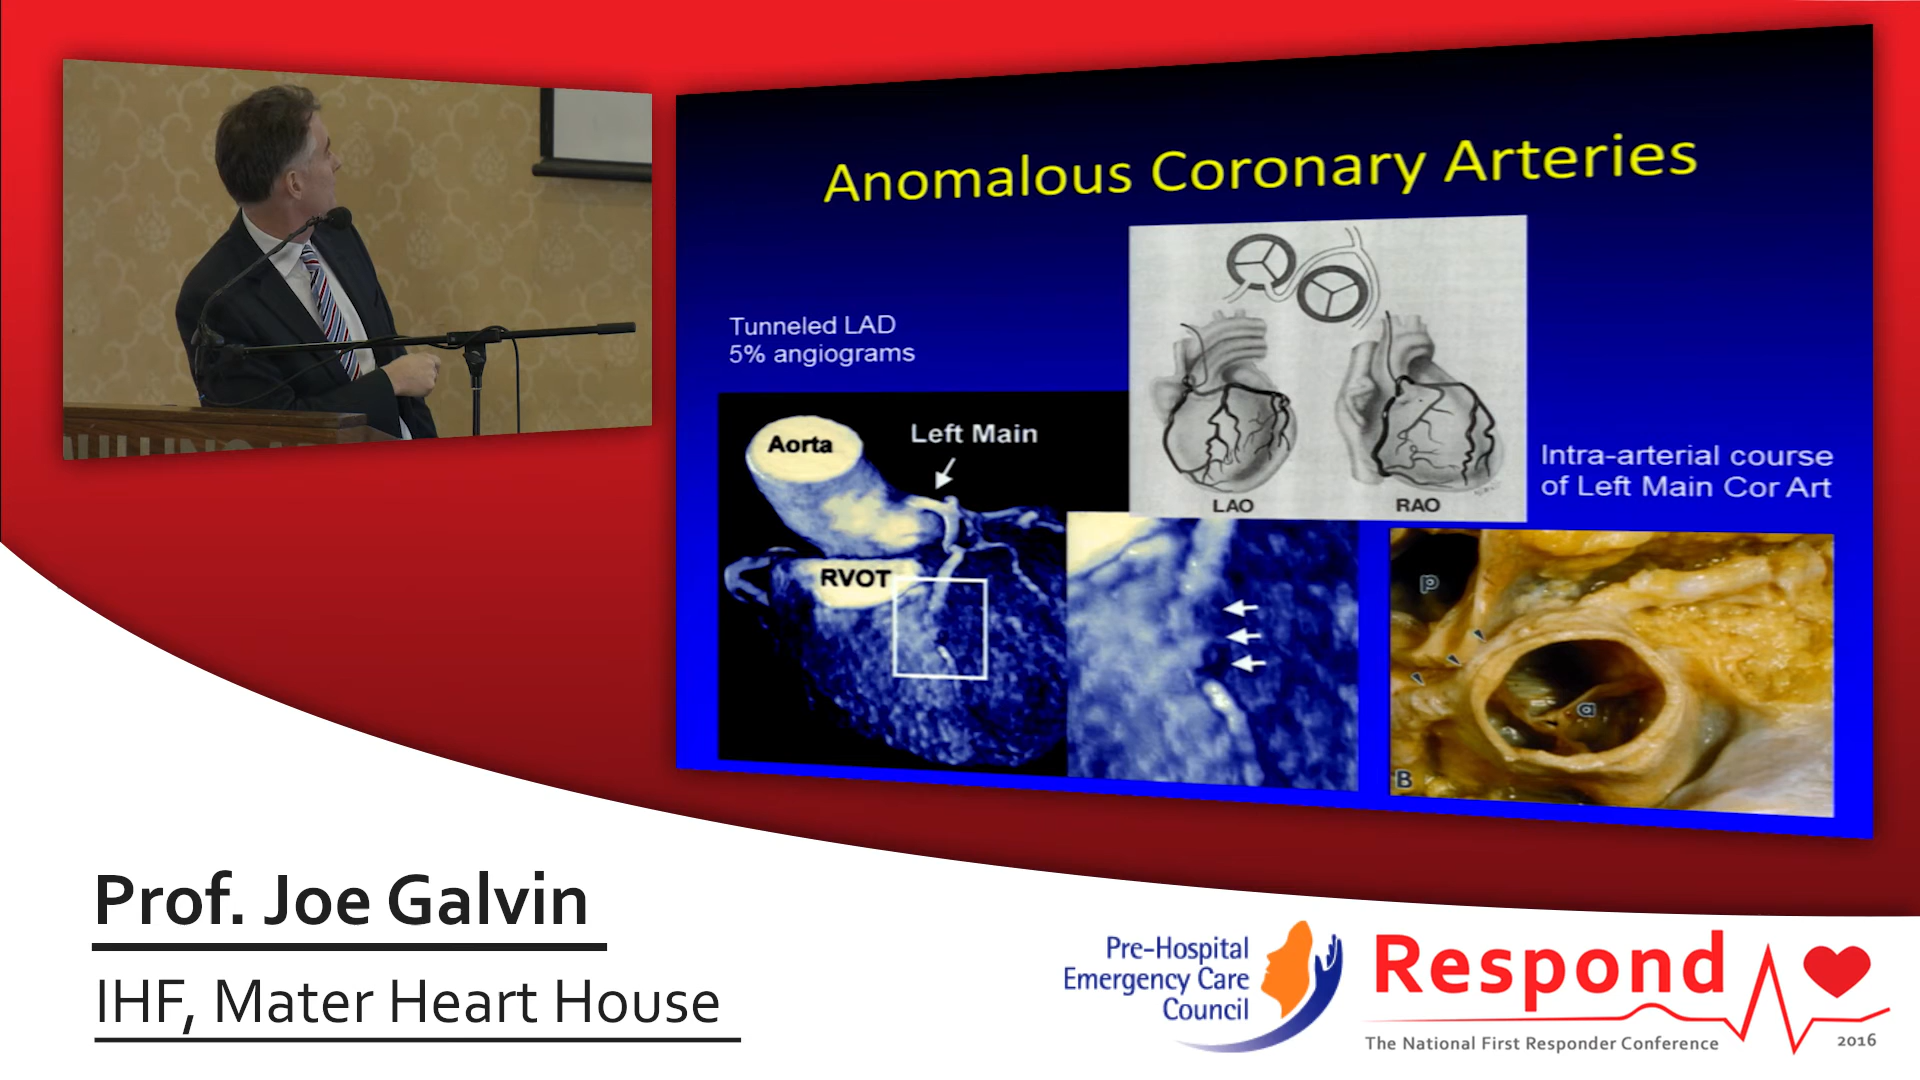 Anomalous Coronary Arteries
Tunneled LAD
5% angiograms
Aorta
Left Main
RVOT
LAO
RAO
Intra-arterial course
of Left Main Cor Art
P
a
B
Prof. Joe Galvin
IHF, Mater Heart House
Pre-Hospital
Emergency Care
Council
Respond
The National First Responder Conference
2016